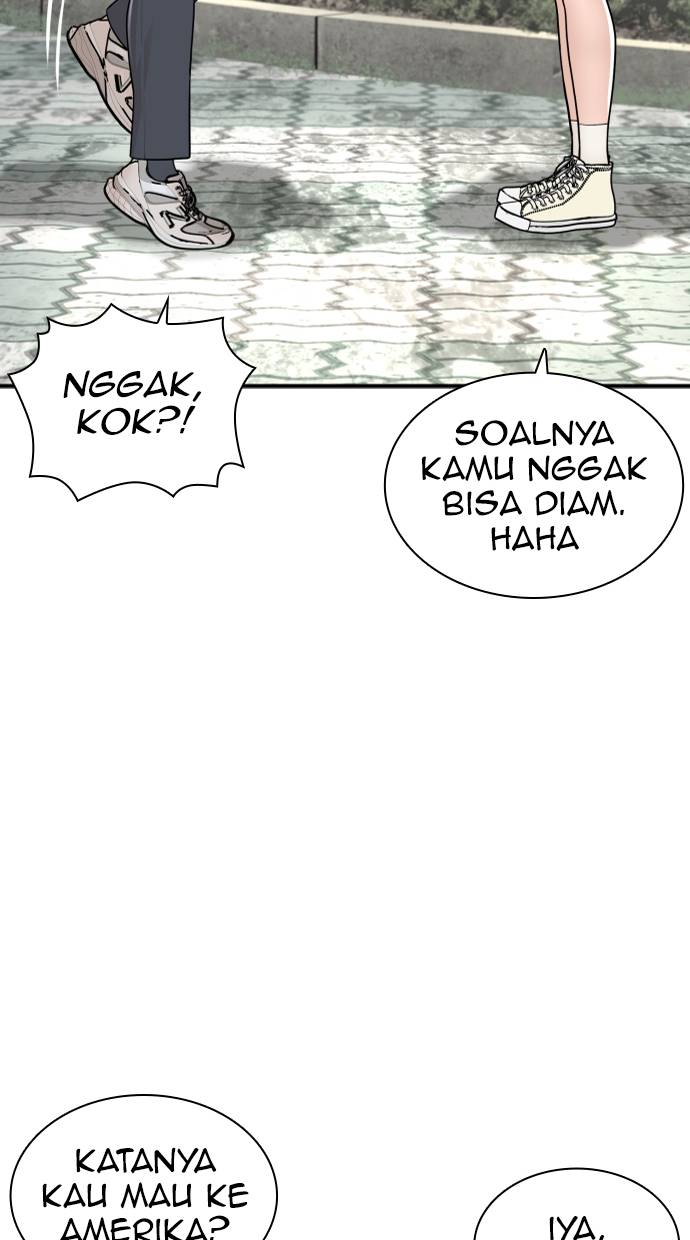 NGGAK,
KOK?!
SOALNYA
KAMU NGGAK
BISA DIAM.
HAHA
KATANYA
KAU MAU KE
AMERIKA?
IYA,